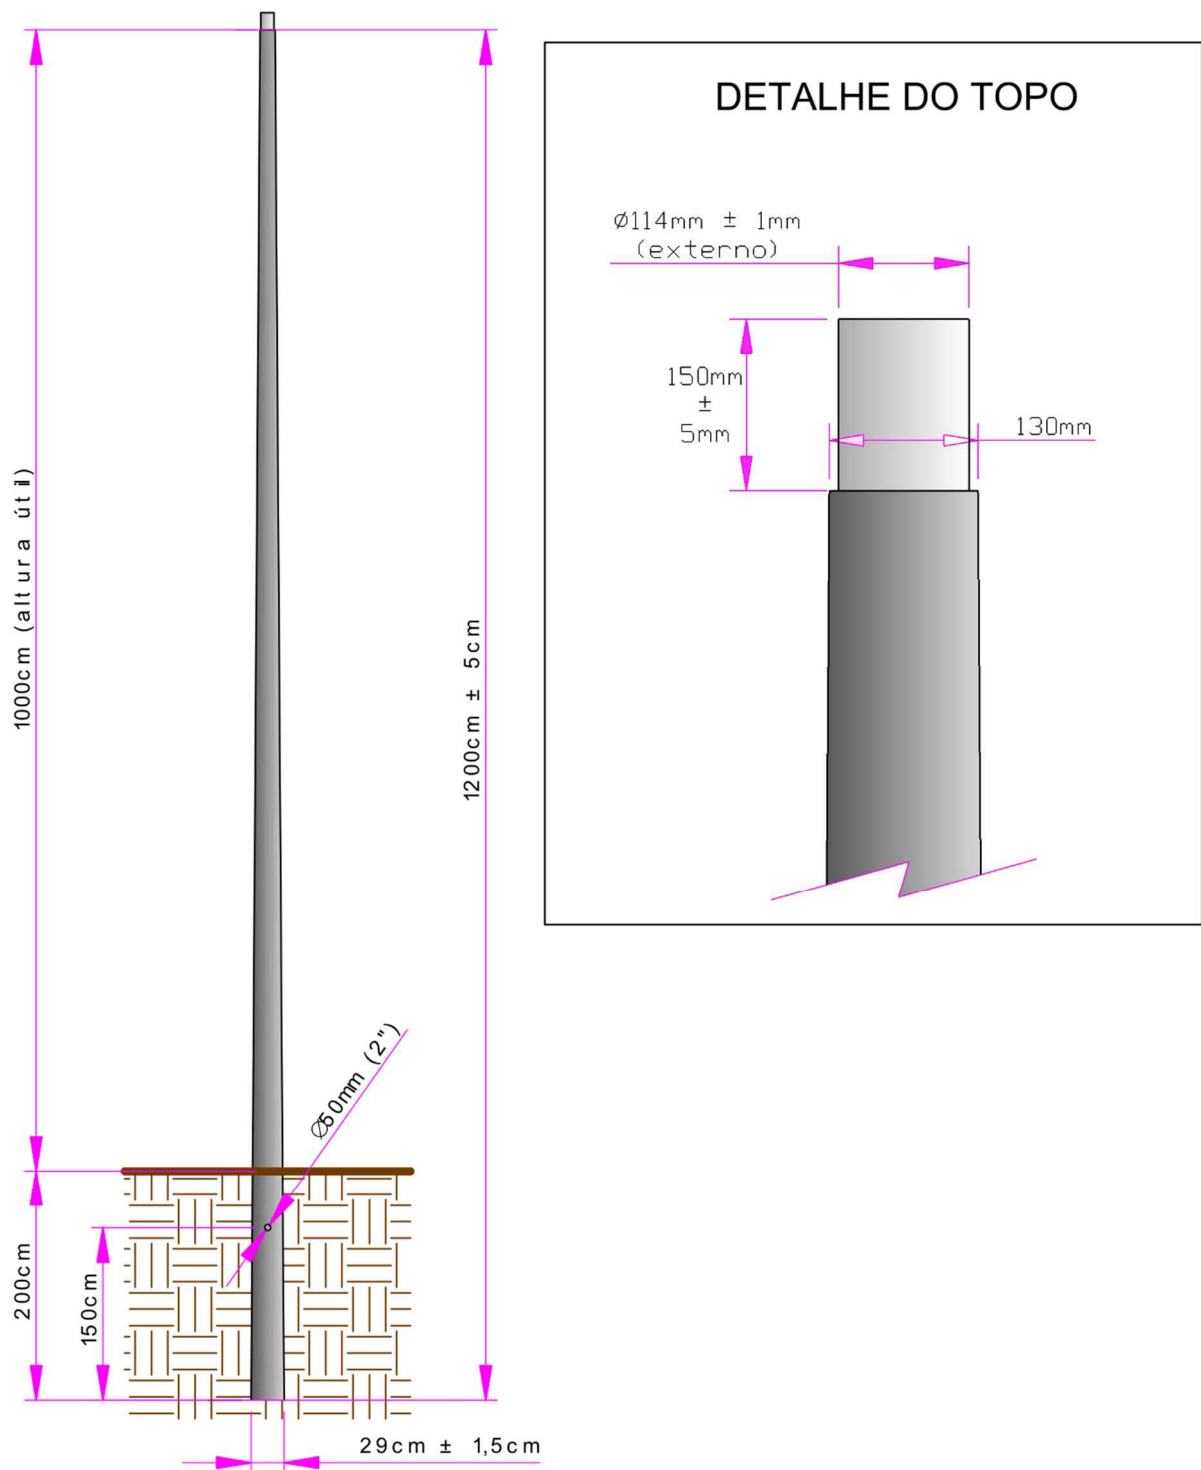 DETALHE DO TOPO
Ø114mm ± 1mm
(externo)
150mm
±
5mm
130mm
1000cm (altura útil)
1200cm ± 5cm
Ø50mm (2")
200cm
150cm
29cm ± 1,5cm